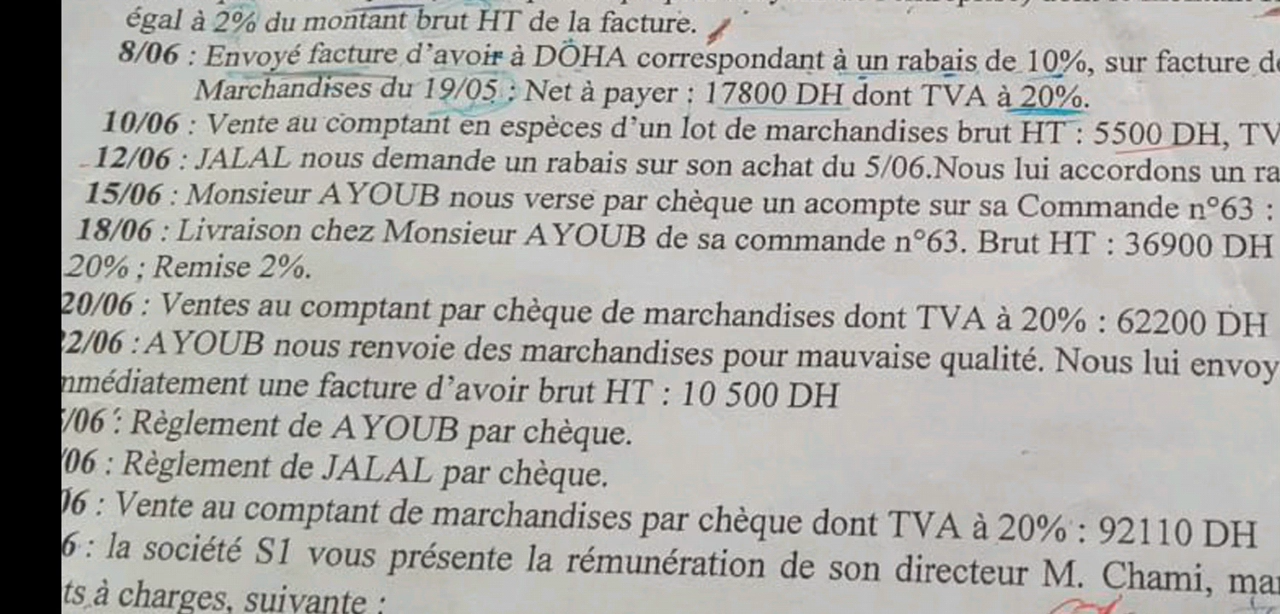 égal à 2% du montant brut HT de la facture.
8/06 : Envoyé facture d'avoir à DOHA correspondant à un rabais de 10%, sur facture de
Marchandises du 19/05 : Net à payer : 17800 DH dont TVA à 20%.
10/06 : Vente au comptant en espèces d'un lot de marchandises brut HT : 5500 DH, TV
12/06 : JALAL nous demande un rabais sur son achat du 5/06.Nous lui accordons un ra
15/06 : Monsieur AYOUB nous verse par chèque un acompte sur sa Commande n°63 :
18/06 : Livraison chez Monsieur AYOUB de sa commande n°63. Brut HT : 36900 DH
20% ; Remise 2%.
20/06 : Ventes au comptant par chèque de marchandises dont TVA à 20% : 62200 DH
22/06 : AYOUB nous renvoie des marchandises pour mauvaise qualité. Nous lui envoy
mmédiatement une facture d'avoir brut HT : 10 500 DH
/06 : Règlement de AYOUB par chèque.
06 : Règlement de JALAL par chèque.
06 : Vente au comptant de marchandises par chèque dont TVA à 20% : 92110 DH
6 : la société S1 vous présente la rémunération de son directeur M. Chami, mar
ts à charges, suivante :